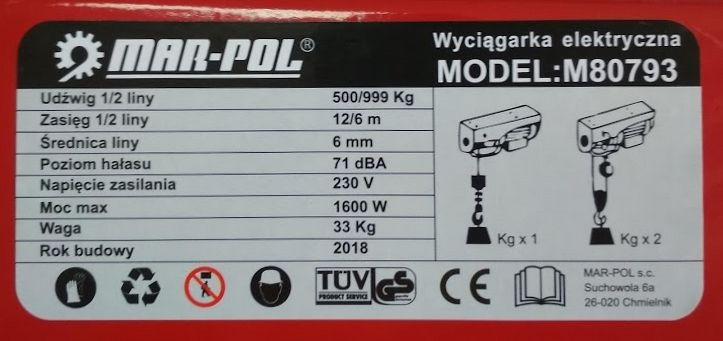 MAR-POL®
Wyciągarka elektryczna
MODEL:M80793
Udźwig 1/2 liny 500/999 Kg
Zasięg 1/2 liny 12/6 m
Średnica liny 6 mm
Poziom hałasu 71 dBA
Napięcie zasilania 230 V
Moc max 1600 W
Waga 33 Kg
Rok budowy 2018
Kg x 1
Kg x 2
TÜV
PRODUCT SERVICE
GS
CE
MAR-POL s.c.
Suchowola 6a
26-020 Chmielnik